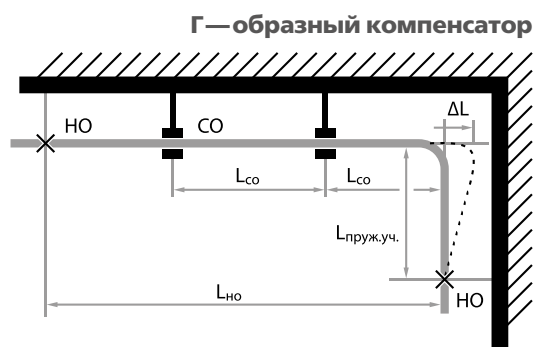 Г—образный компенсатор
ΔL
НО
СО
Lсо
Lсо
Lпруж.уч.
Lно
НО